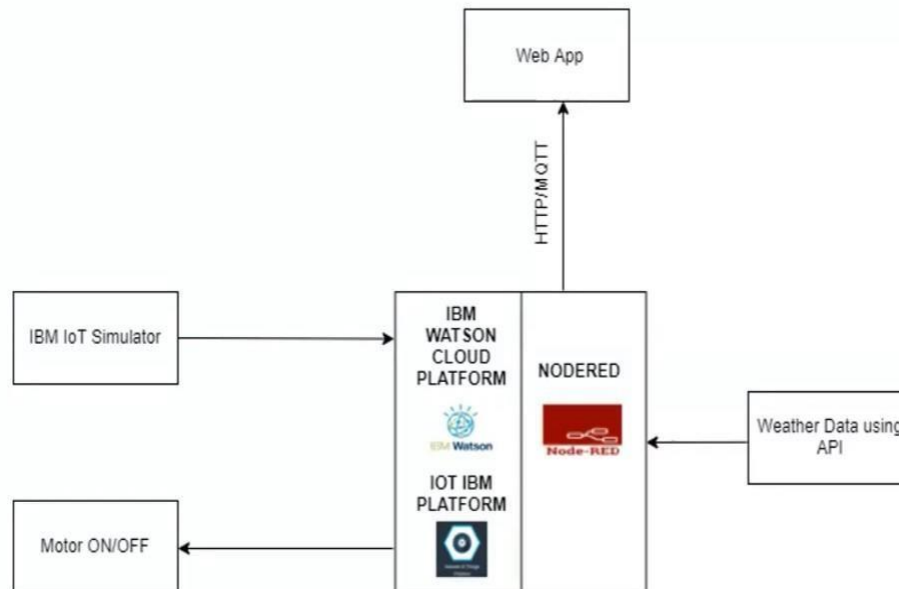 Web App
HTTP/MQTT
IBM IoT Simulator
IBM
WATSON
CLOUD
PLATFORM
IBM Watson
IOT IBM
PLATFORM
NODERED
Node-RED
Weather Data using
API
Motor ON/OFF